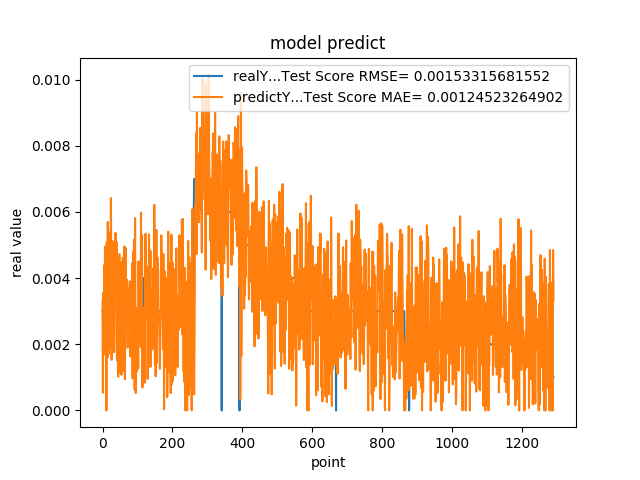 model predict
realY...Test Score RMSE= 0.00153315681552
predictY...Test Score MAE= 0.00124523264902
0.010
0.008
0.006
0.004
0.002
0.000
real value
0 200 400 600 800 1000 1200
point